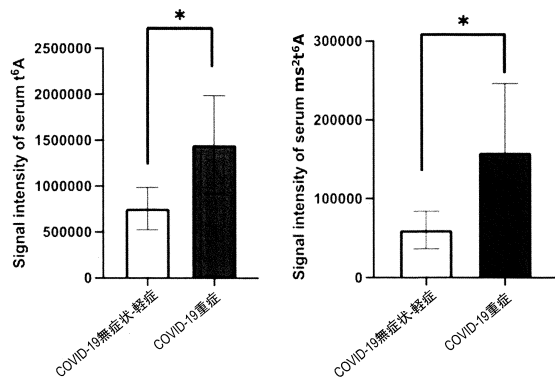 *
2500000
2000000
1500000
1000000
500000
0
Signal intensity of serum t⁶A
COVID-19無症状-軽症
COVID-19重症
*
300000
200000
100000
0
Signal intensity of serum ms²t⁶A
COVID-19無症状-軽症
COVID-19重症